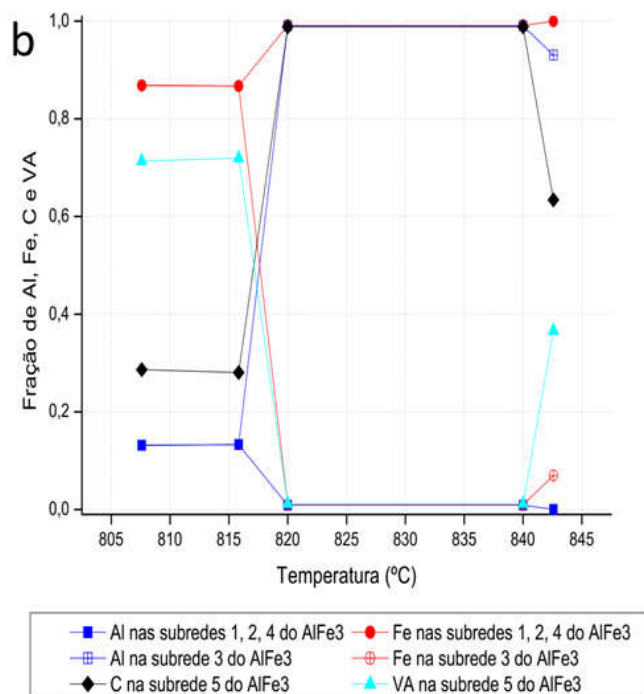 b
Fração de Al, Fe, C e VA
1,0
0,8
0,6
0,4
0,2
0,0
805 810 815 820 825 830 835 840 845
Temperatura (ºC)
Al nas subredes 1, 2, 4 do AlFe3 Fe nas subredes 1, 2, 4 do AlFe3
Al na subrede 3 do AlFe3 Fe na subrede 3 do AlFe3
C na subrede 5 do AlFe3 VA na subrede 5 do AlFe3